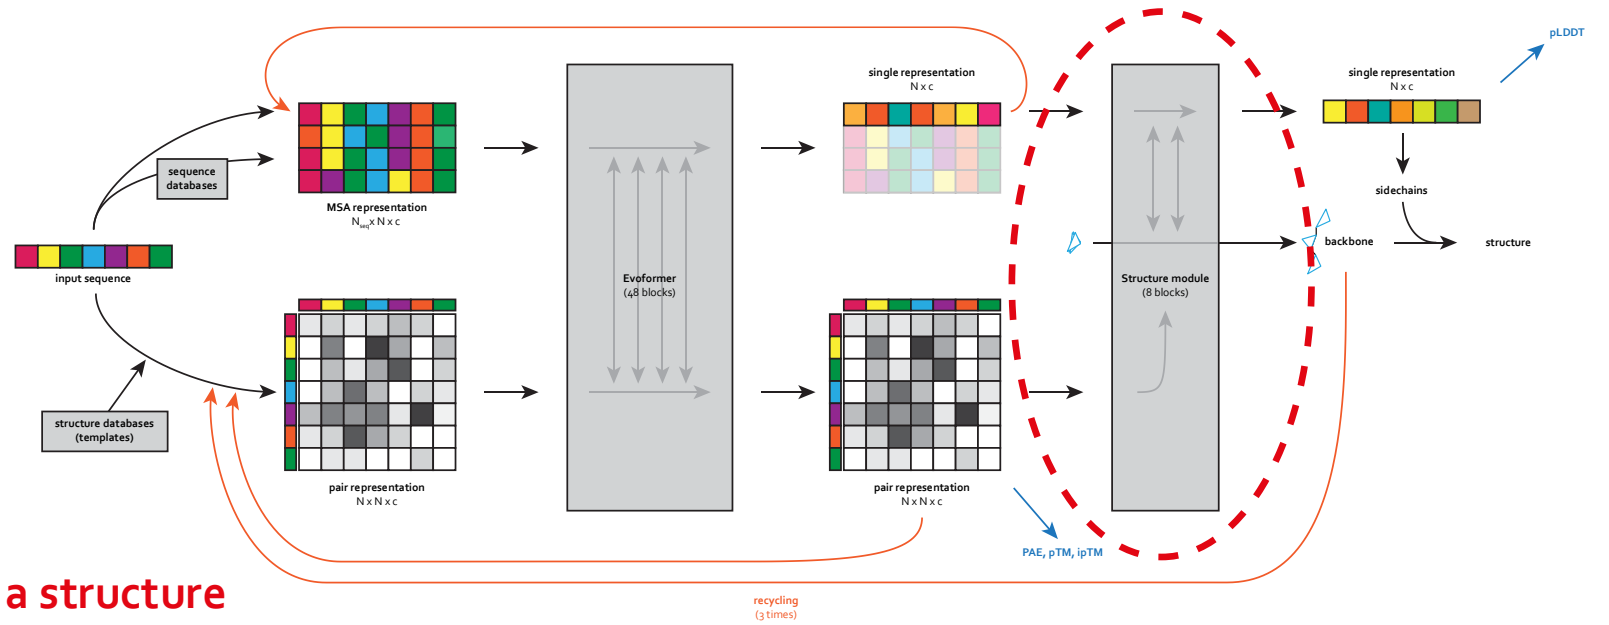 pLDDT
single representation
N x c
single representation
N x c
sequence
databases
MSA representation
Nseq x N x c
sidechains
input sequence
backbone
structure
Evoformer
(48 blocks)
Structure module
(8 blocks)
structure databases
(templates)
pair representation
N x N x c
pair representation
N x N x c
PAE, pTM, ipTM
a structure
recycling
(3 times)